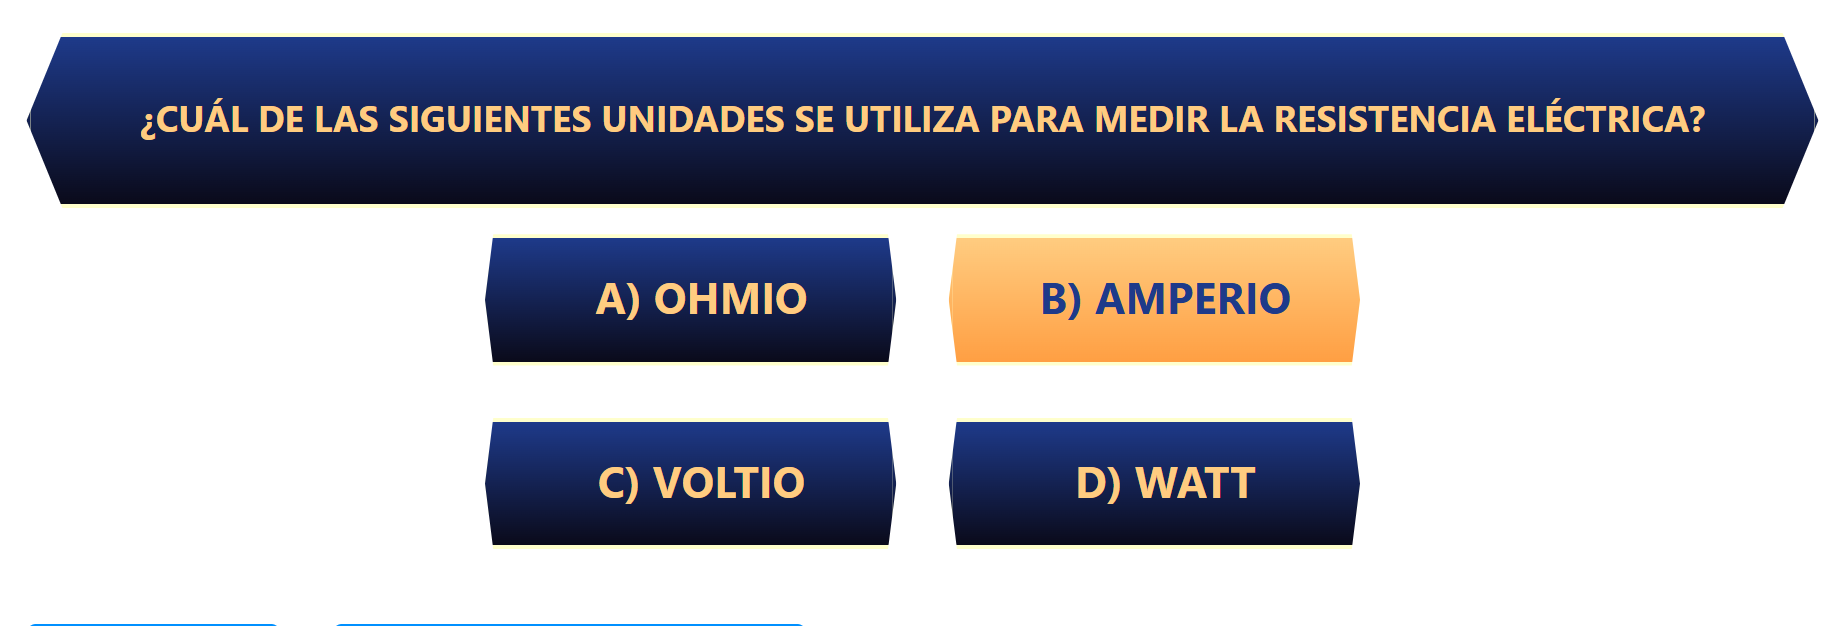 ¿CUÁL DE LAS SIGUIENTES UNIDADES SE UTILIZA PARA MEDIR LA RESISTENCIA ELÉCTRICA?
A) OHMIO
B) AMPERIO
C) VOLTIO
D) WATT